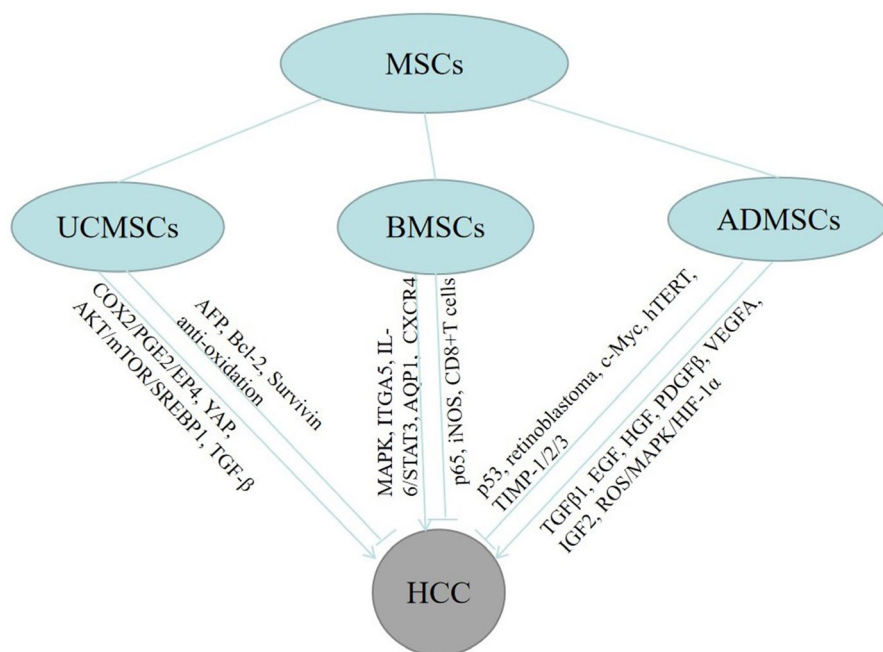 MSCs
UCMSCs
BMSCs
ADMSCs
COX2/PGE2/EP4, YAP,
AKT/mTOR/SREBP1, TGF-β
AFP, Bcl-2, Survivin
anti-oxidation
MAPK, ITGA5, IL-
6/STAT3, AQP1, CXCR4
p65, iNOS, CD8+T cells
p53, retinoblastoma, c-Myc, hTERT,
TIMP-1/2/3
TGFβ1, EGF, HGF, PDGFβ, VEGFA,
IGF2, ROS/MAPK/HIF-1α
HCC